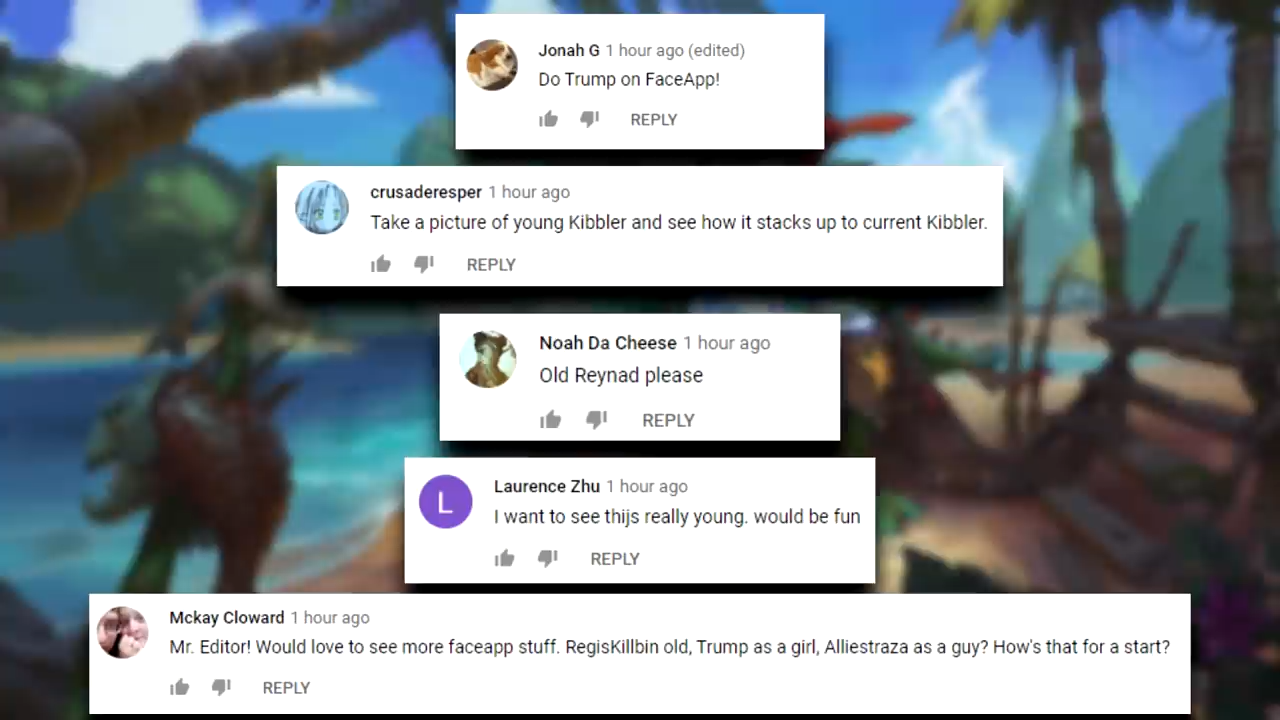 Jonah G 1 hour ago (edited)
Do Trump on FaceApp!
REPLY
crusaderesper 1 hour ago
Take a picture of young Kibbler and see how it stacks up to current Kibbler.
REPLY
Noah Da Cheese 1 hour ago
Old Reynad please
REPLY
L
Laurence Zhu 1 hour ago
I want to see thijs really young. would be fun
REPLY
Mckay Cloward 1 hour ago
Mr. Editor! Would love to see more faceapp stuff. RegisKillbin old, Trump as a girl, Alliestraza as a guy? How's that for a start?
REPLY